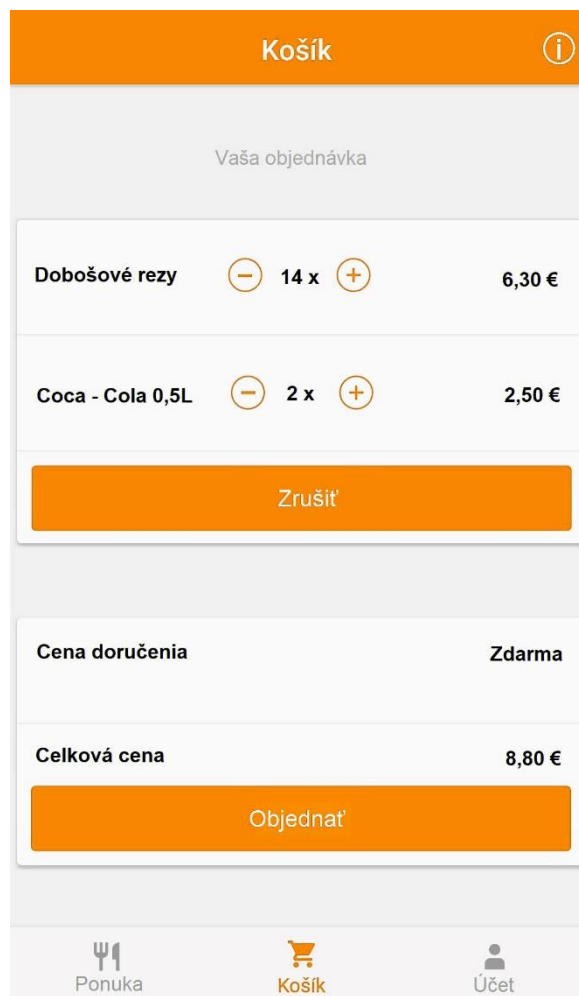 Košík
Vaša objednávka
Dobošové rezy 14 x 6,30 €
Coca - Cola 0,5L 2 x 2,50 €
Zrušiť
Cena doručenia Zdarma
Celková cena 8,80 €
Objednať
Ponuka Košík Účet